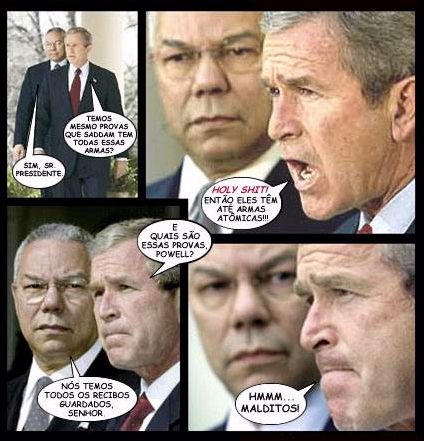 TEMOS
MESMO PROVAS
QUE SADDAM TEM
TODAS ESSAS
ARMAS?
SIM, SR.
PRESIDENTE.
HOLY SHIT!
ENTÃO ELES TÊM
ATÉ ARMAS
ATÔMICAS!!!
E
QUAIS SÃO
ESSAS PROVAS,
POWELL?
NÓS TEMOS
TODOS OS RECIBOS
GUARDADOS,
SENHOR.
HMMM...
MALDITOS!